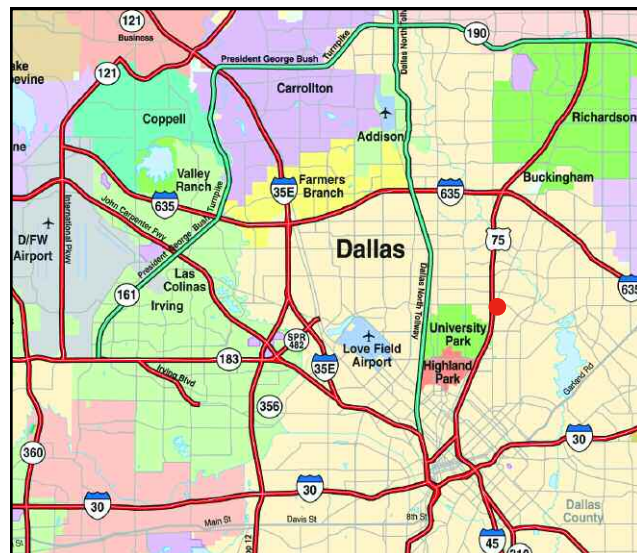 121
Business
121
190
President George Bush
Turnpike
Dallas North Tollway
Carrollton
Coppell
Addison
Richardson
Valley
Ranch
Farmers
Branch
35E
Buckingham
635
635
John Carpenter Fwy
International Pkwy
President George Bush Turnpike
D/FW
Airport
Dallas
75
635
Las
Colinas
161
Irving
Dallas North Tollway
University
Park
SPR
482
Love Field
Airport
Highland
Park
183
35E
Garland Rd
Irving Blvd
356
360
30
30
30
Main St
Davis St
8th St
Dallas
County
45